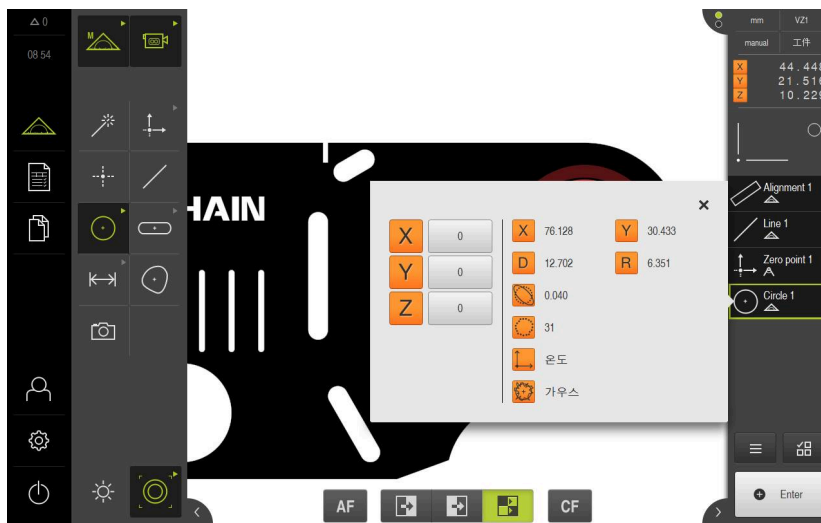 0
08 54
M
HAIN
X 0
Y 0
Z 0
X 76.128 Y 30.433
D 12.702 R 6.351
0.040
31
온도
가우스
AF
CF
mm VZ1
manual 工件
X 44.448
Y 21.516
Z 10.229
Alignment 1
Line 1
Zero point 1
Circle 1
Enter